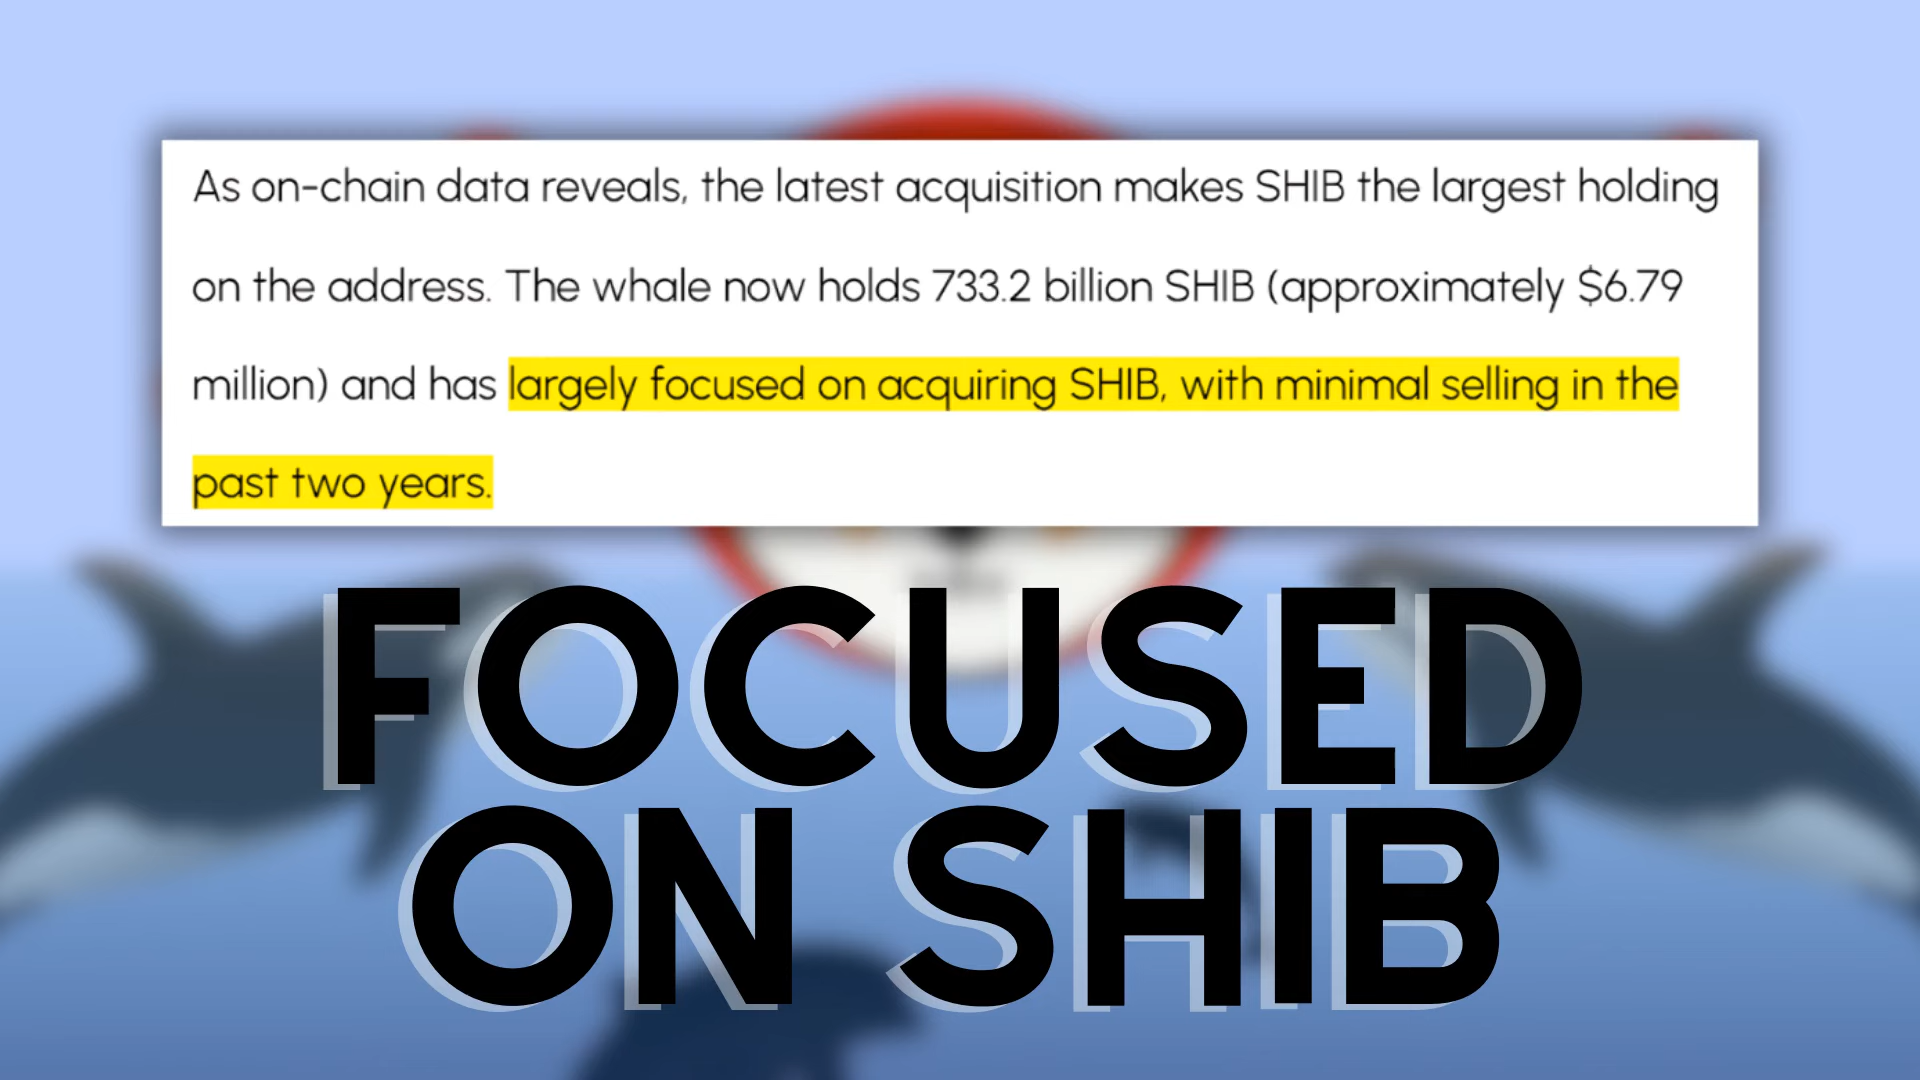 As on-chain data reveals, the latest acquisition makes SHIB the largest holding
on the address. The whale now holds 733.2 billion SHIB (approximately $6.79
million) and has largely focused on acquiring SHIB, with minimal selling in the
past two years.
FOCUSED
ON SHIB